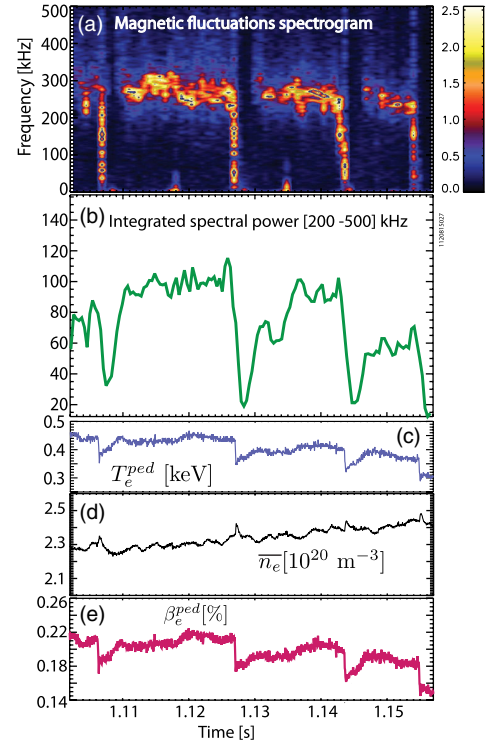 (a) Magnetic fluctuations spectrogram
Frequency [kHz]
500
400
300
200
100
0
2.5
2.0
1.5
1.0
0.5
0.0
(b) Integrated spectral power [200 -500] kHz
140
120
100
80
60
40
20
1120815027
(c)
0.5
0.4
0.3
T_e^{ped} [keV]
(d)
2.5
2.3
2.1
\overline{n_e}[10^{20} m^{-3}]
(e)
0.26
0.22
0.18
0.14
β_e^{ped}[%]
1.11 1.12 1.13 1.14 1.15
Time [s]